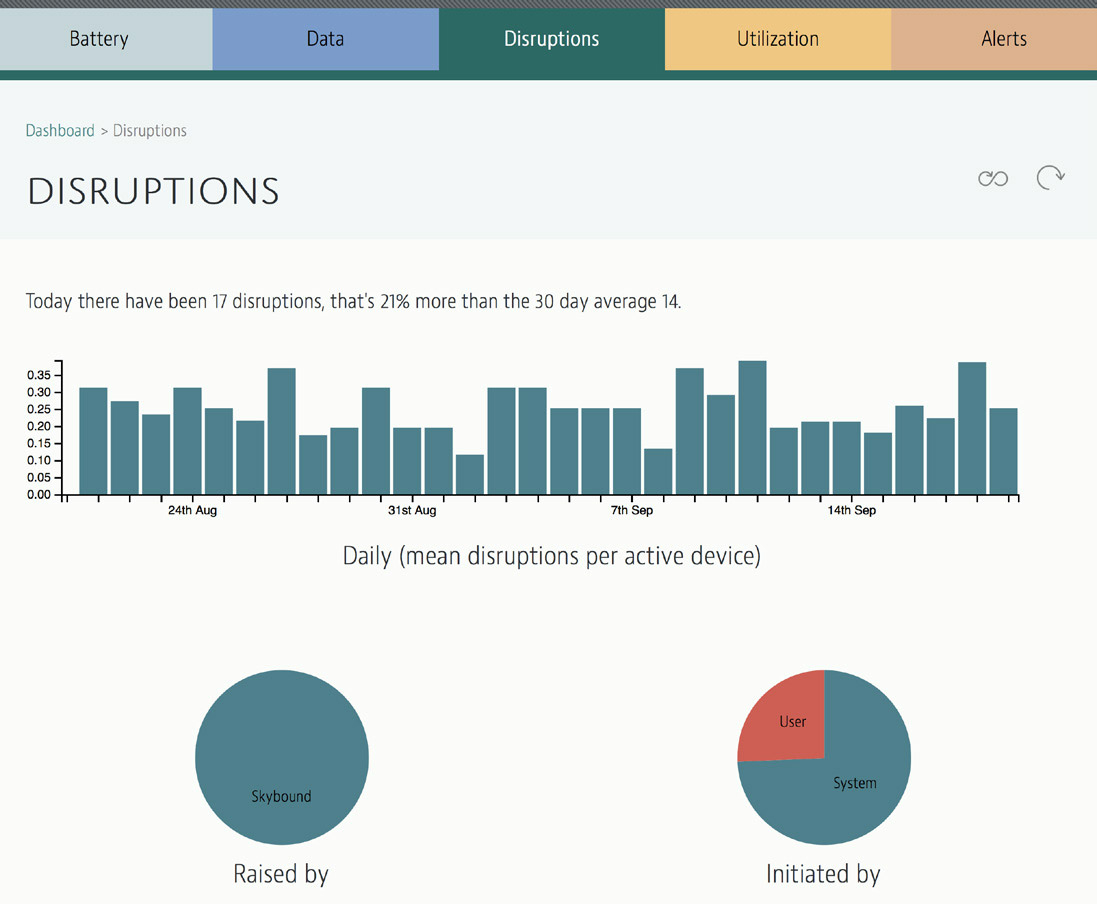 Battery Data Disruptions Utilization Alerts
Dashboard > Disruptions
DISRUPTIONS
Today there have been 17 disruptions, that's 21% more than the 30 day average 14.
0.35
0.30
0.25
0.20
0.15
0.10
0.05
0.00
24th Aug 31st Aug 7th Sep 14th Sep
Daily (mean disruptions per active device)
User
System
Skybound
Raised by Initiated by